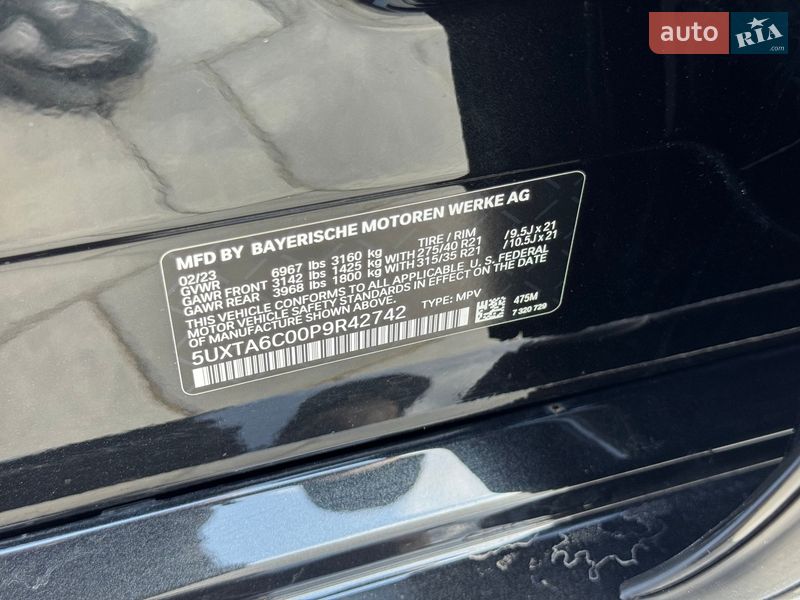 auto RIA.com
MFD BY BAYERISCHE MOTOREN WERKE AG
02/23 TIRE / RIM
GVWR 6967 lbs 3160 kg
GAWR FRONT 3142 lbs 1425 kg WITH 275/40 R21 / 9.5J x 21
GAWR REAR 3968 lbs 1800 kg WITH 315/35 R21 / 10.5J x 21
THIS VEHICLE CONFORMS TO ALL APPLICABLE U. S. FEDERAL
MOTOR VEHICLE SAFETY STANDARDS IN EFFECT ON THE DATE
OF MANUFACTURE SHOWN ABOVE.
5UXTA6C00P9R42742 TYPE: MPV
475M
7 320 729